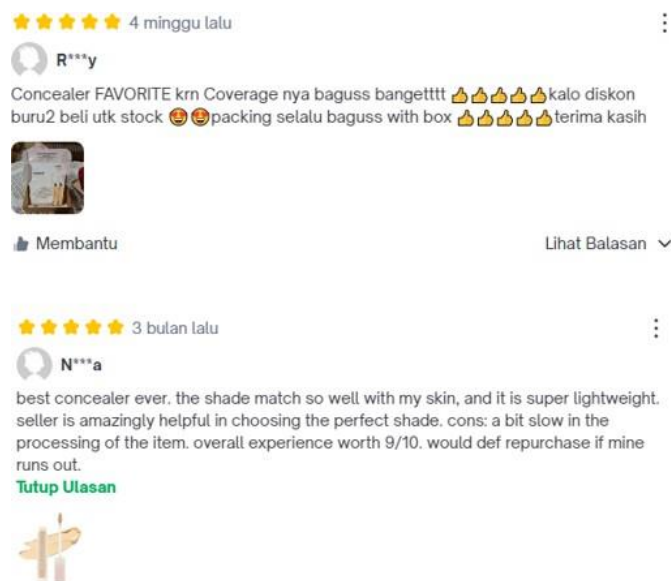 4 minggu lalu
R***y
Concealer FAVORITE krn Coverage nya baguss bangetttt 👍👍👍👍👍kalo diskon
buru2 beli utk stock 🤩🤩packing selalu baguss with box 👍👍👍👍👍terima kasih
Membantu
Lihat Balasan
3 bulan lalu
N***a
best concealer ever. the shade match so well with my skin, and it is super lightweight.
seller is amazingly helpful in choosing the perfect shade. cons: a bit slow in the
processing of the item. overall experience worth 9/10. would def repurchase if mine
runs out.
Tutup Ulasan